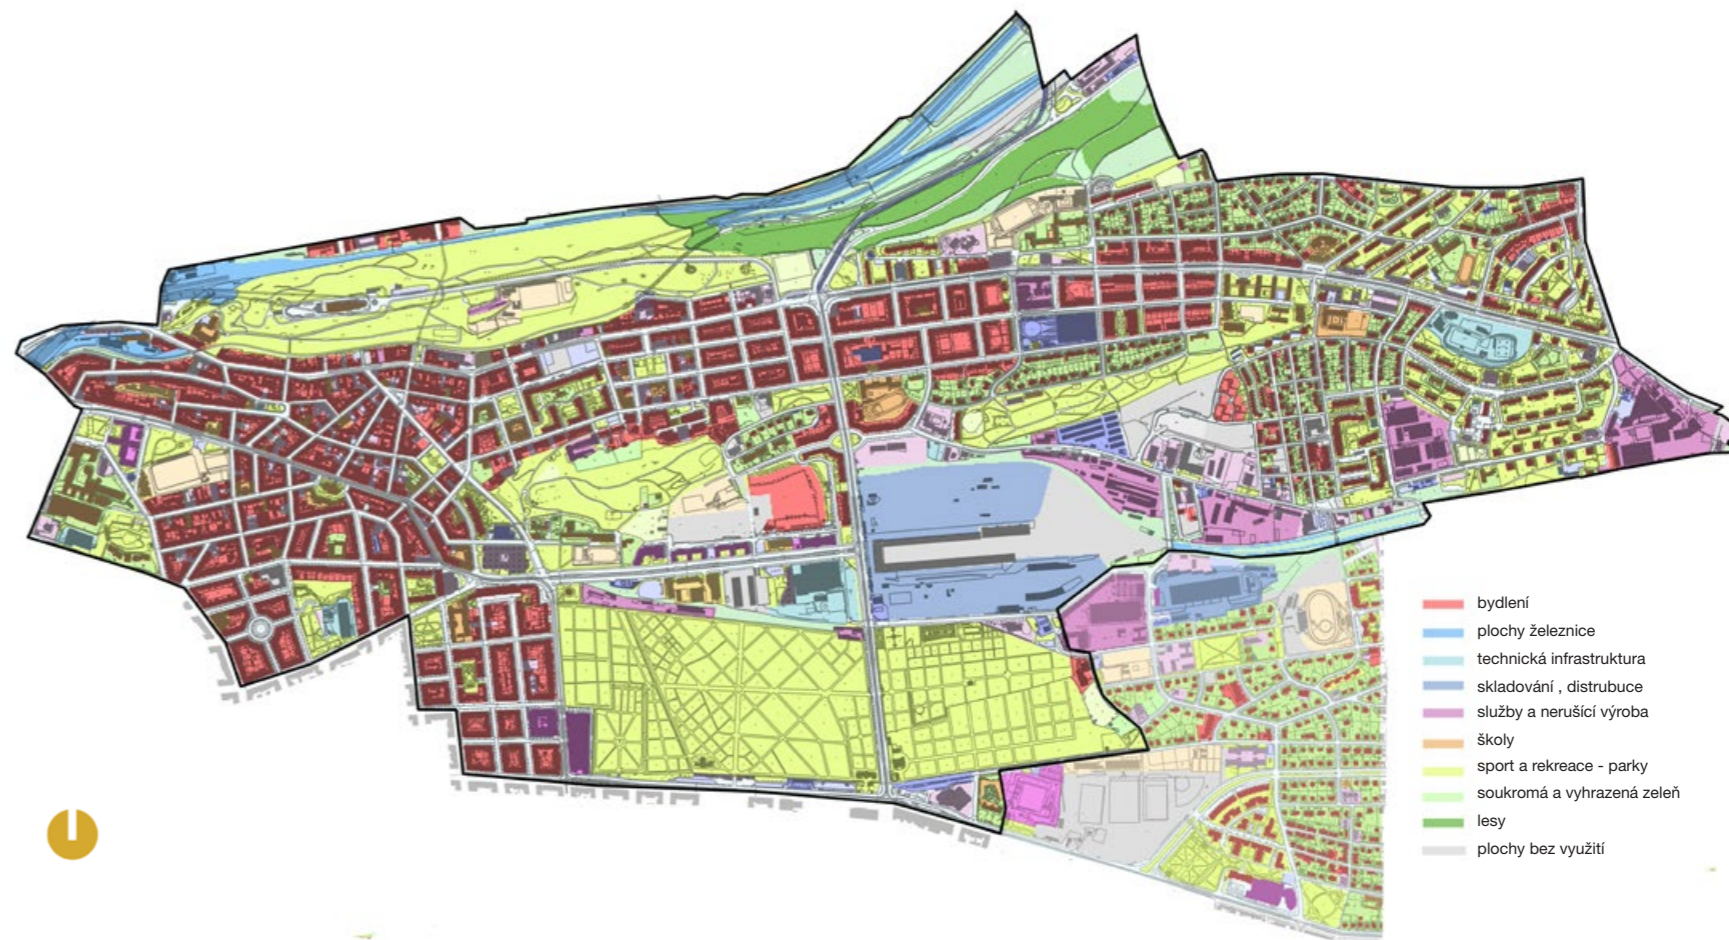 bydlení
plochy železnice
technická infrastruktura
skladování , distrubuce
služby a nerušící výroba
školy
sport a rekreace - parky
soukromá a vyhrazená zeleň
lesy
plochy bez využití